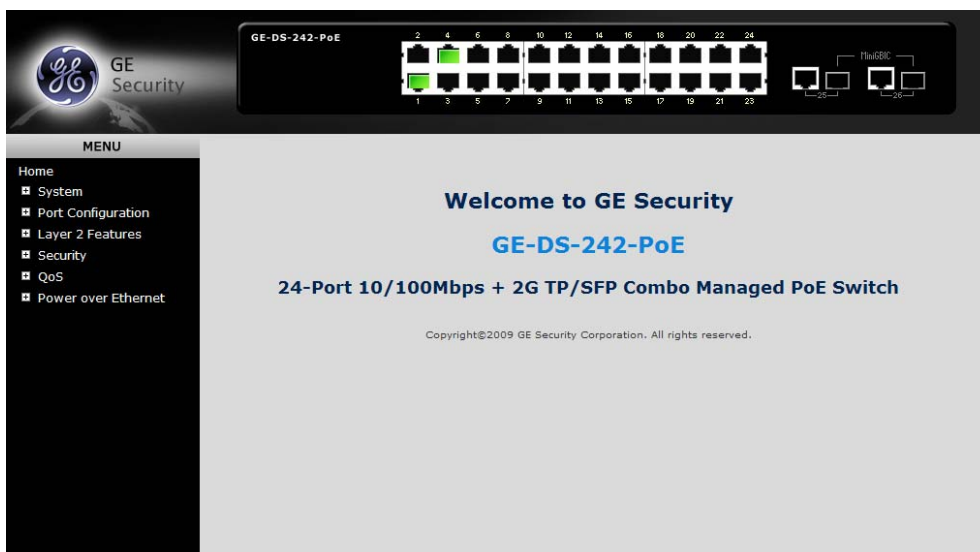 GE-DS-242-PoE
2 4 6 8 10 12 14 16 18 20 22 24
MiniGBIC
1 3 5 7 9 11 13 15 17 19 21 23
25 26
GE
Security
MENU
Home
System
Port Configuration
Layer 2 Features
Security
QoS
Power over Ethernet
Welcome to GE Security
GE-DS-242-PoE
24-Port 10/100Mbps + 2G TP/SFP Combo Managed PoE Switch
Copyright©2009 GE Security Corporation. All rights reserved.